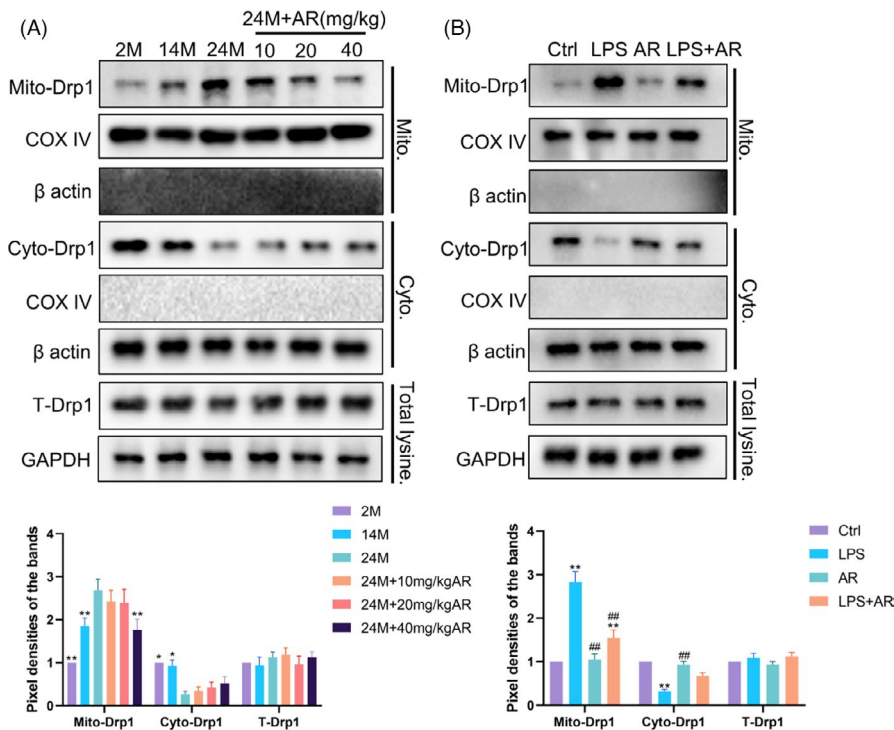 (A)
24M+AR(mg/kg)
2M 14M 24M 10 20 40
Mito-Drp1
COX IV
β actin
Mito.
Cyto-Drp1
COX IV
β actin
Cyto.
T-Drp1
GAPDH
Total lysine.
Pixel densities of the bands
4
3
2
1
0
** ** **
* *
Mito-Drp1 Cyto-Drp1 T-Drp1
2M
14M
24M
24M+10mg/kgAR
24M+20mg/kgAR
24M+40mg/kgAR
(B)
Ctrl LPS AR LPS+AR
Mito-Drp1
COX IV
β actin
Mito.
Cyto-Drp1
COX IV
β actin
Cyto.
T-Drp1
GAPDH
Total lysine.
Pixel densities of the bands
4
3
2
1
0
** ## ##
**
** ##
Mito-Drp1 Cyto-Drp1 T-Drp1
Ctrl
LPS
AR
LPS+AR